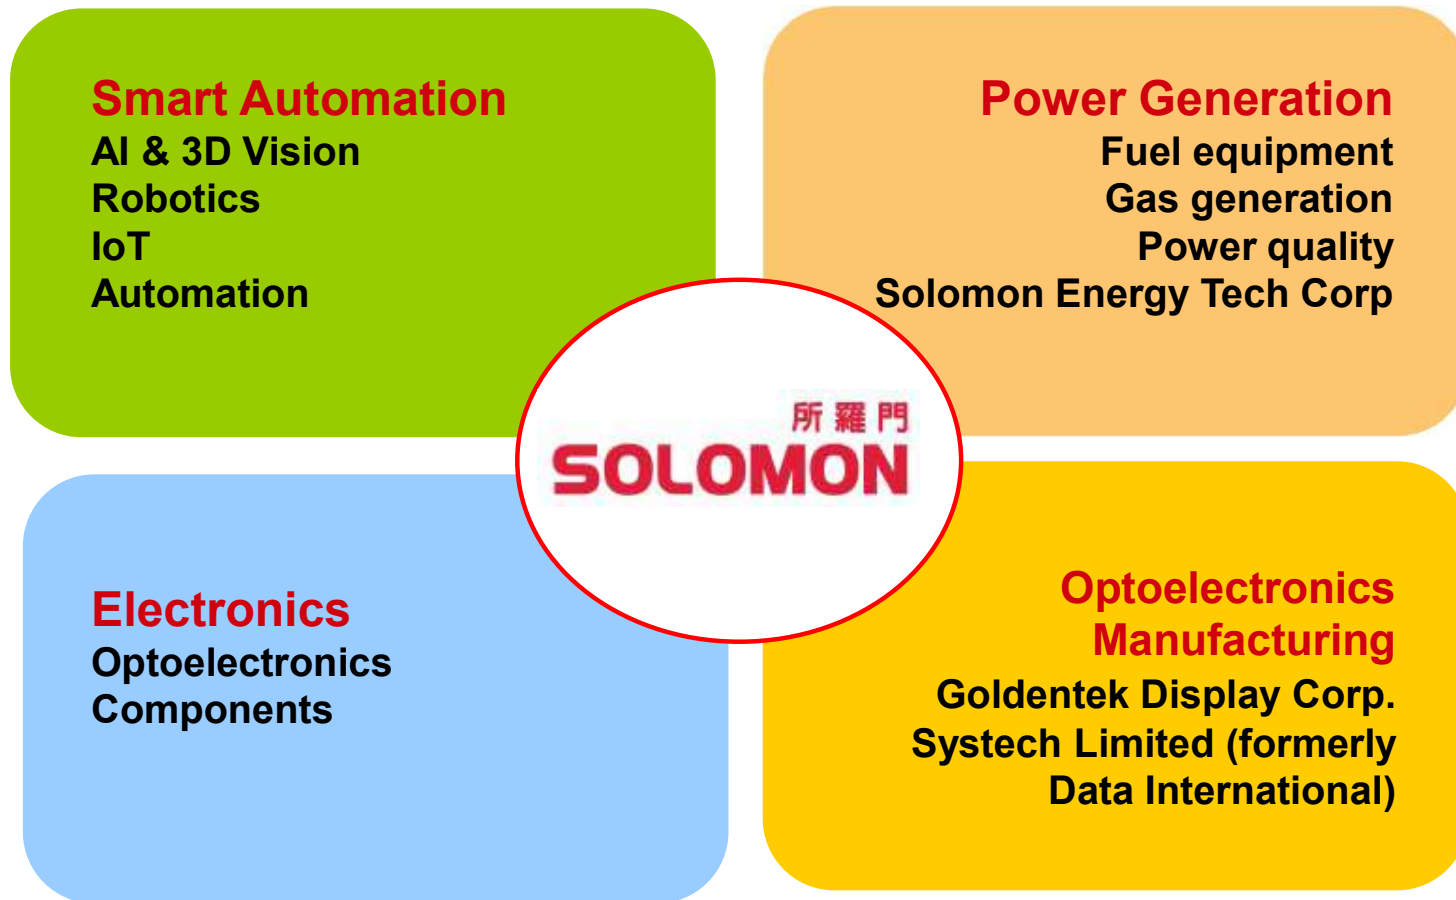 Smart Automation
AI & 3D Vision
Robotics
IoT
Automation
Power Generation
Fuel equipment
Gas generation
Power quality
Solomon Energy Tech Corp
所羅門
SOLOMON
Electronics
Optoelectronics
Components
Optoelectronics
Manufacturing
Goldentek Display Corp.
Systech Limited (formerly
Data International)